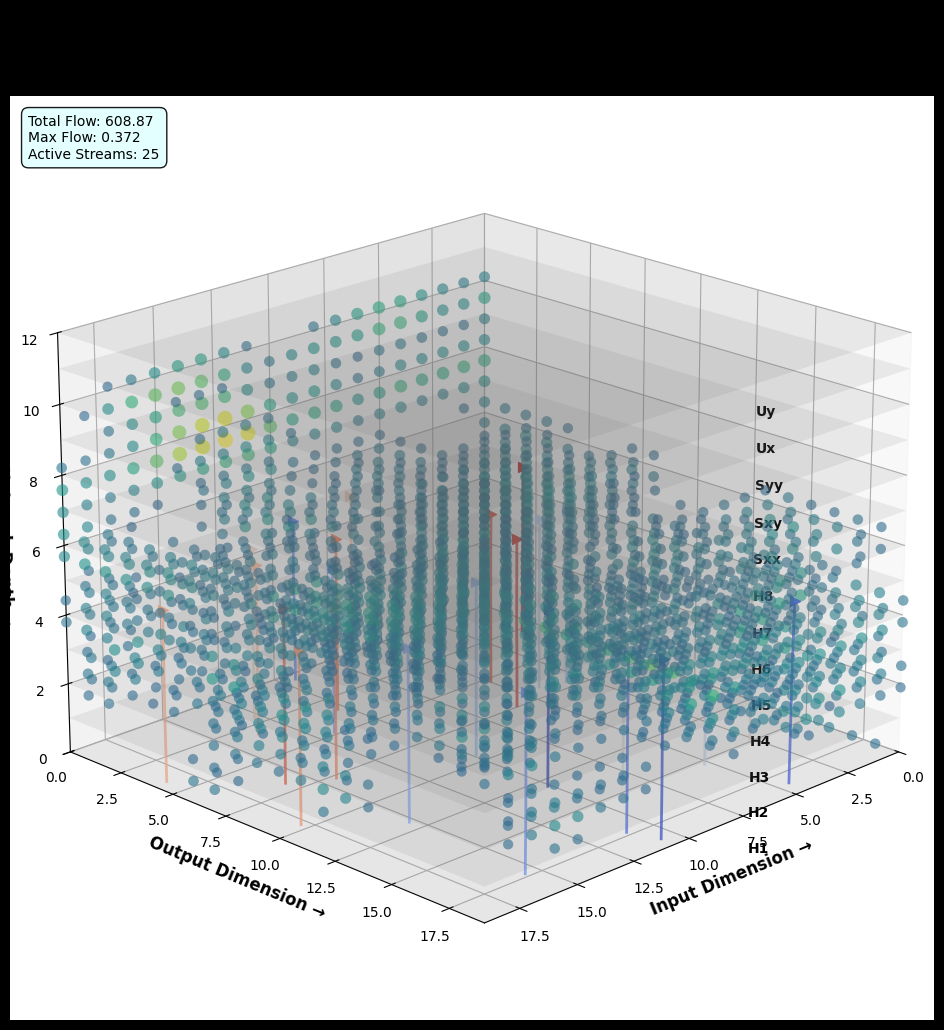 Total Flow: 608.87
Max Flow: 0.372
Active Streams: 25
12
10
8
6
4
2
0
Uy
Ux
Syy
Sxy
Sxx
H8
H7
H6
H5
H4
H3
H2
H1
0.0
2.5
5.0
7.5
10.0
12.5
15.0
17.5
Output Dimension →
0.0
2.5
5.0
7.5
10.0
12.5
15.0
17.5
Input Dimension →